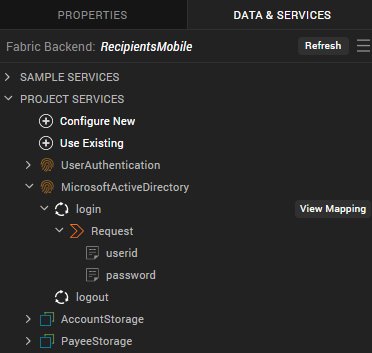 PROPERTIES DATA & SERVICES
Fabric Backend: RecipientsMobile Refresh
SAMPLE SERVICES
PROJECT SERVICES
Configure New
Use Existing
UserAuthentication
MicrosoftActiveDirectory
login View Mapping
Request
userid
password
logout
AccountStorage
PayeeStorage